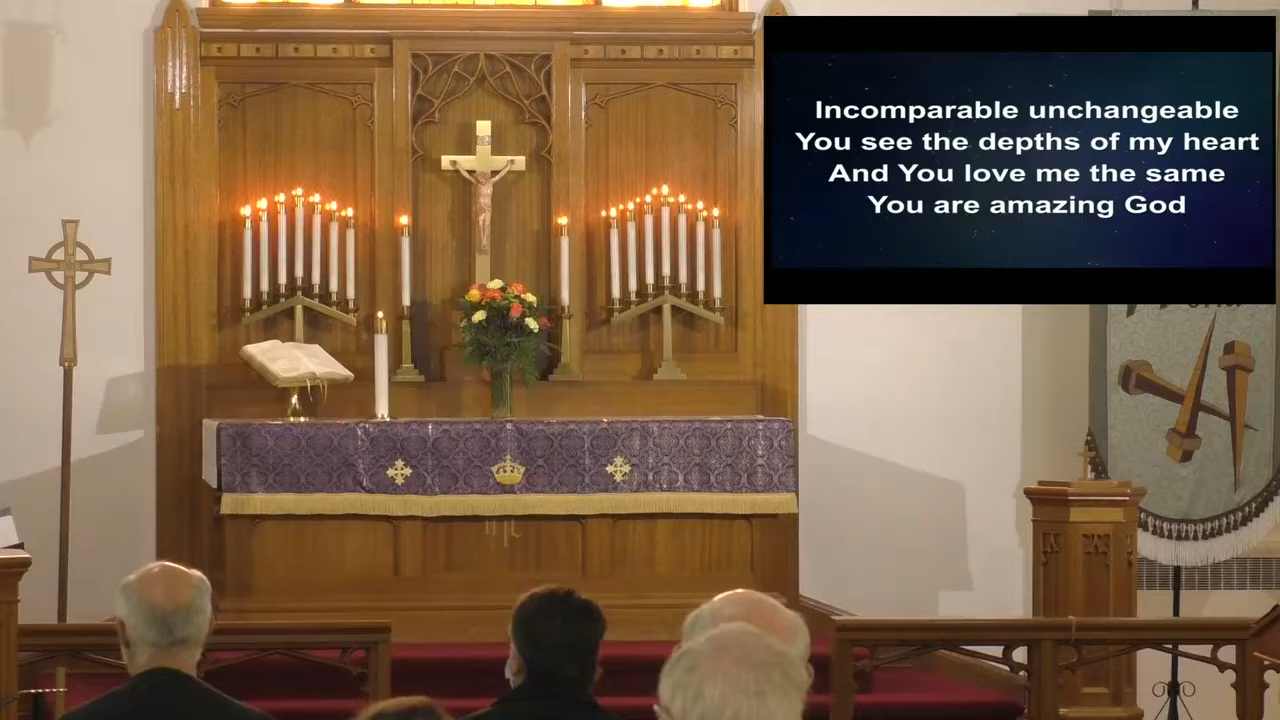 Incomparable unchangeable
You see the depths of my heart
And You love me the same
You are amazing God